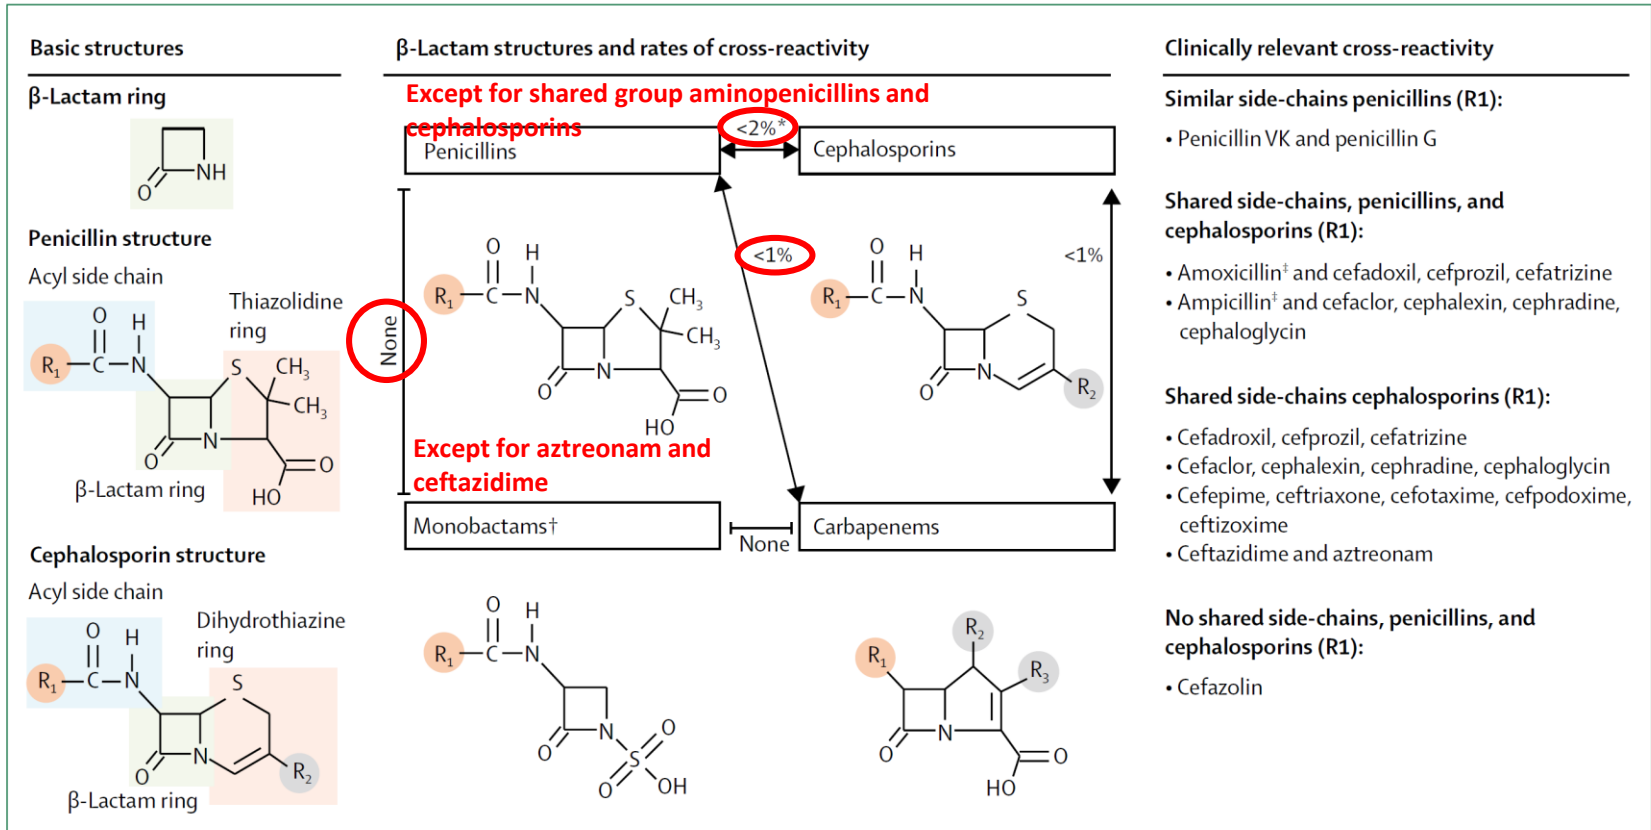 Basic structures
β-Lactam ring
O
NH
Penicillin structure
Acyl side chain
Thiazolidine
ring
O
H
R1
C
N
S
CH3
CH3
N
O
O
HO
β-Lactam ring
Cephalosporin structure
Acyl side chain
Dihydrothiazine
ring
O
H
R1
C
N
S
N
O
R2
β-Lactam ring
β-Lactam structures and rates of cross-reactivity
Except for shared group aminopenicillins and
cephalosporins
<2%*
Penicillins
Cephalosporins
None
<1%
<1%
O
H
R1
C
N
S
CH3
CH3
N
O
O
HO
O
H
R1
C
N
S
N
O
R2
Except for aztreonam and
ceftazidime
Monobactams†
None
Carbapenems
O
H
R1
C
N
O
N
O
S
O
OH
R2
R1
R3
N
O
O
HO
Clinically relevant cross-reactivity
Similar side-chains penicillins (R1):
• Penicillin VK and penicillin G
Shared side-chains, penicillins, and
cephalosporins (R1):
• Amoxicillin‡ and cefadoxil, cefprozil, cefatrizine
• Ampicillin‡ and cefaclor, cephalexin, cephradine,
cephaloglycin
Shared side-chains cephalosporins (R1):
• Cefadroxil, cefprozil, cefatrizine
• Cefaclor, cephalexin, cephradine, cephaloglycin
• Cefepime, ceftriaxone, cefotaxime, cefpodoxime,
ceftizoxime
• Ceftazidime and aztreonam
No shared side-chains, penicillins, and
cephalosporins (R1):
• Cefazolin